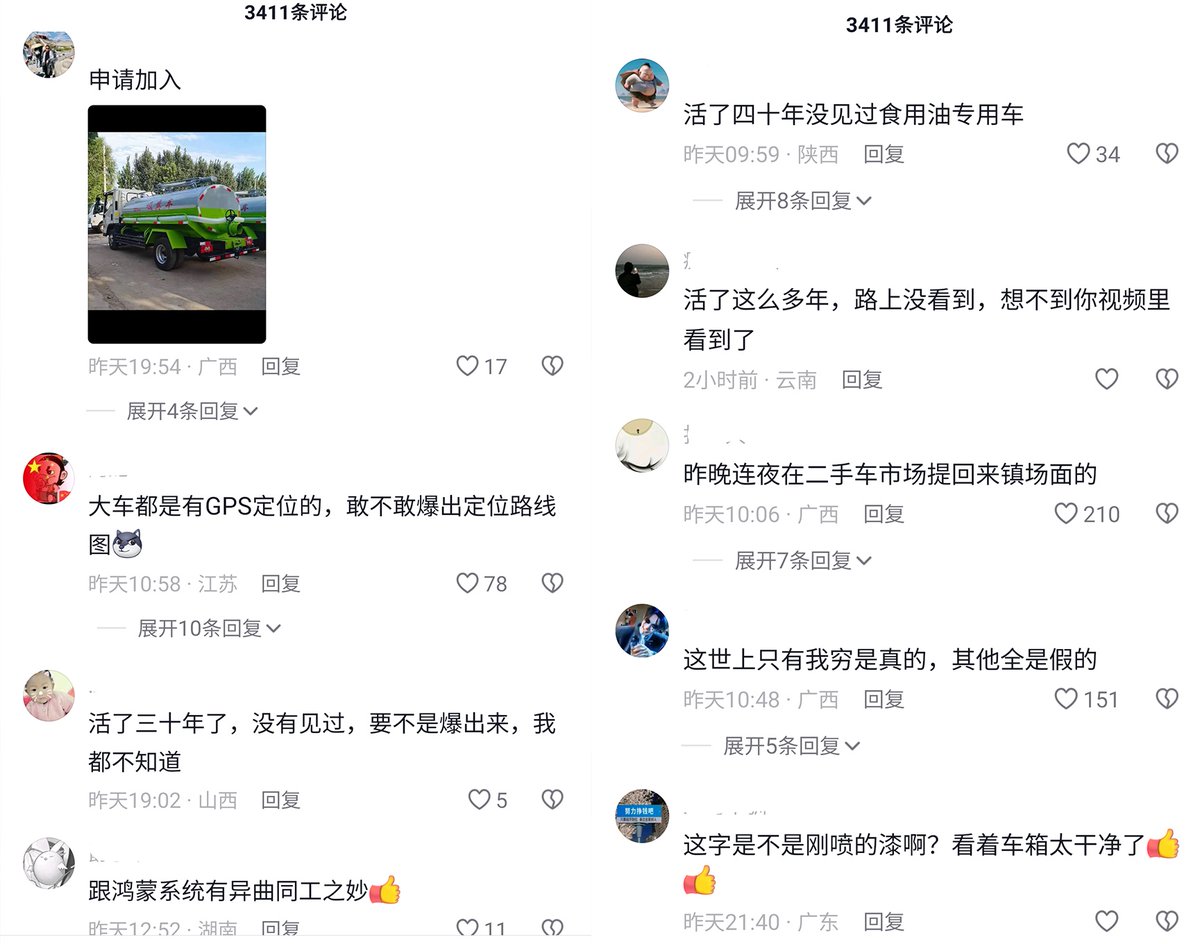 3411条评论
申请加入
昨天19:54 · 广西 回复 17
展开4条回复
大车都是有GPS定位的，敢不敢爆出定位路线
图
昨天10:58 · 江苏 回复 78
展开10条回复
活了三十年了，没有见过，要不是爆出来，我
都不知道
昨天19:02 · 山西 回复 5
跟鸿蒙系统有异曲同工之妙👍
昨天12:52 · 湖南 回复 11
3411条评论
活了四十年没见过食用油专用车
昨天09:59 · 陕西 回复 34
展开8条回复
活了这么多年，路上没看到，想不到你视频里
看到了
2小时前 · 云南 回复
昨晚连夜在二手车市场提回来镇场面的
昨天10:06 · 广西 回复 210
展开7条回复
这世上只有我穷是真的，其他全是假的
昨天10:48 · 广西 回复 151
展开5条回复
努力挣钱吧
这字是不是刚喷的漆啊？看着车箱太干净了👍
👍
昨天21:40 · 广东 回复